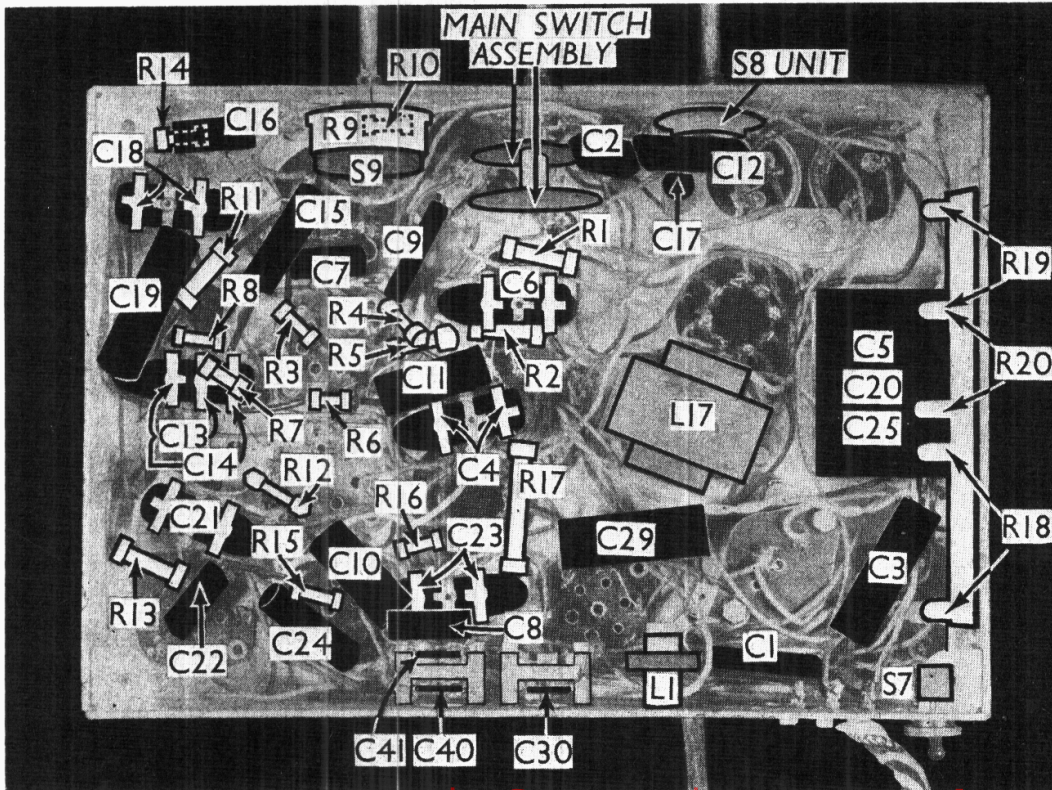 MAIN SWITCH
ASSEMBLY
R14
R10
S8 UNIT
C16
R9
C18
S9
C2
C12
R11
C15
C9
R1
C17
C7
C6
R19
C19
R8
R4
R3
R5
R2
C5
C11
R20
C20
L17
C25
R7
R6
C13
C14
C4
R12
R17
C21
R16
R18
R15
C23
C29
C10
C3
R13
C8
C22
C24
C1
L1
S7
C41
C40
C30